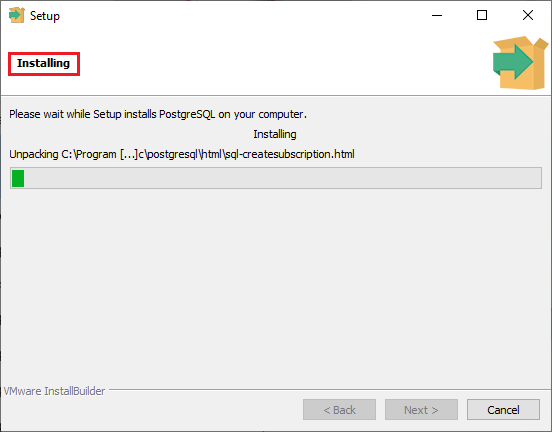 Setup
Installing
Please wait while Setup installs PostgreSQL on your computer.
Installing
Unpacking C:\Program [...]c\postgresql\html\sql-createsubscription.html
VMware InstallBuilder
< Back
Next >
Cancel